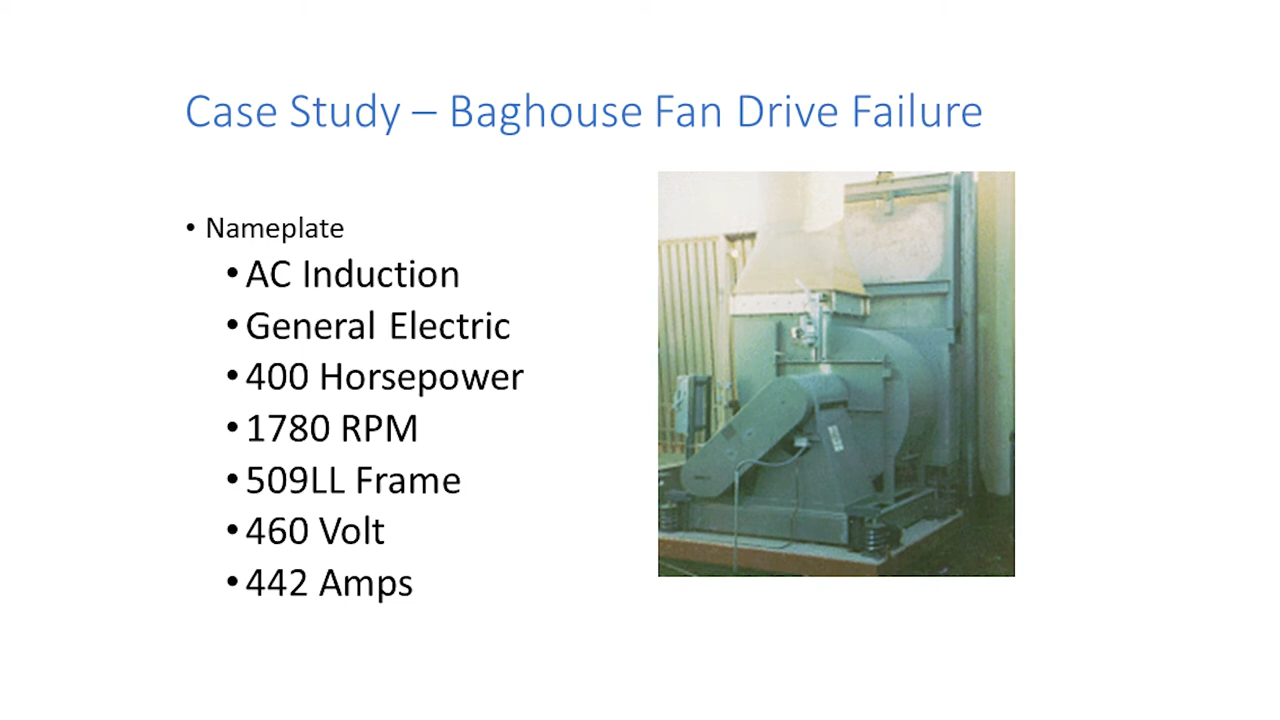 Case Study – Baghouse Fan Drive Failure
• Nameplate
• AC Induction
• General Electric
• 400 Horsepower
• 1780 RPM
• 509LL Frame
• 460 Volt
• 442 Amps